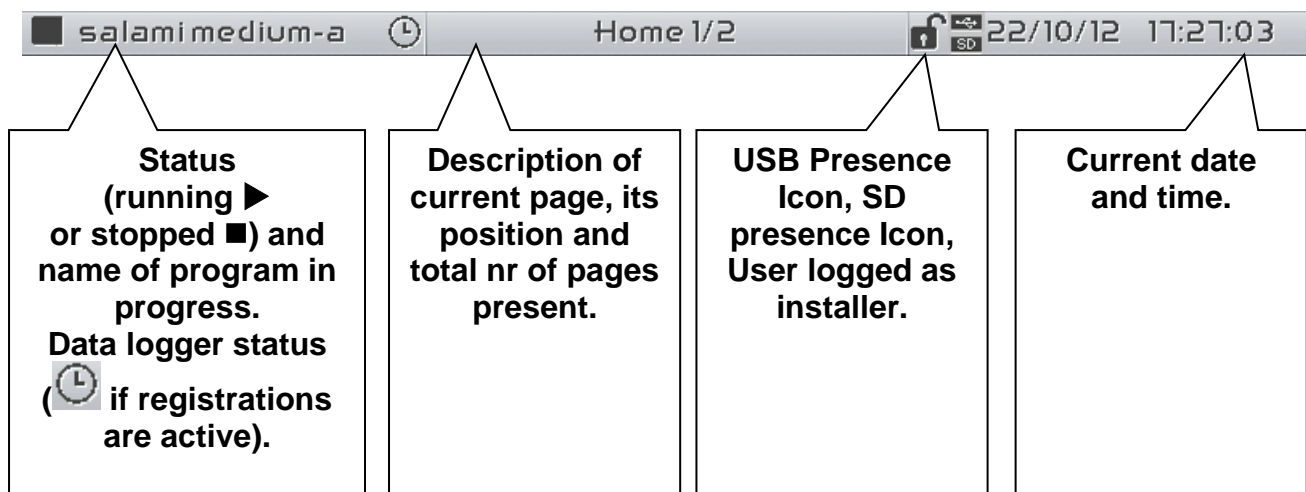 ■ salami medium-a Home 1/2 SD 22/10/12 17:27:03
Status
(running ▶
or stopped ■) and
name of program in
progress.
Data logger status
( if registrations
are active).
Description of
current page, its
position and
total nr of pages
present.
USB Presence
Icon, SD
presence Icon,
User logged as
installer.
Current date
and time.